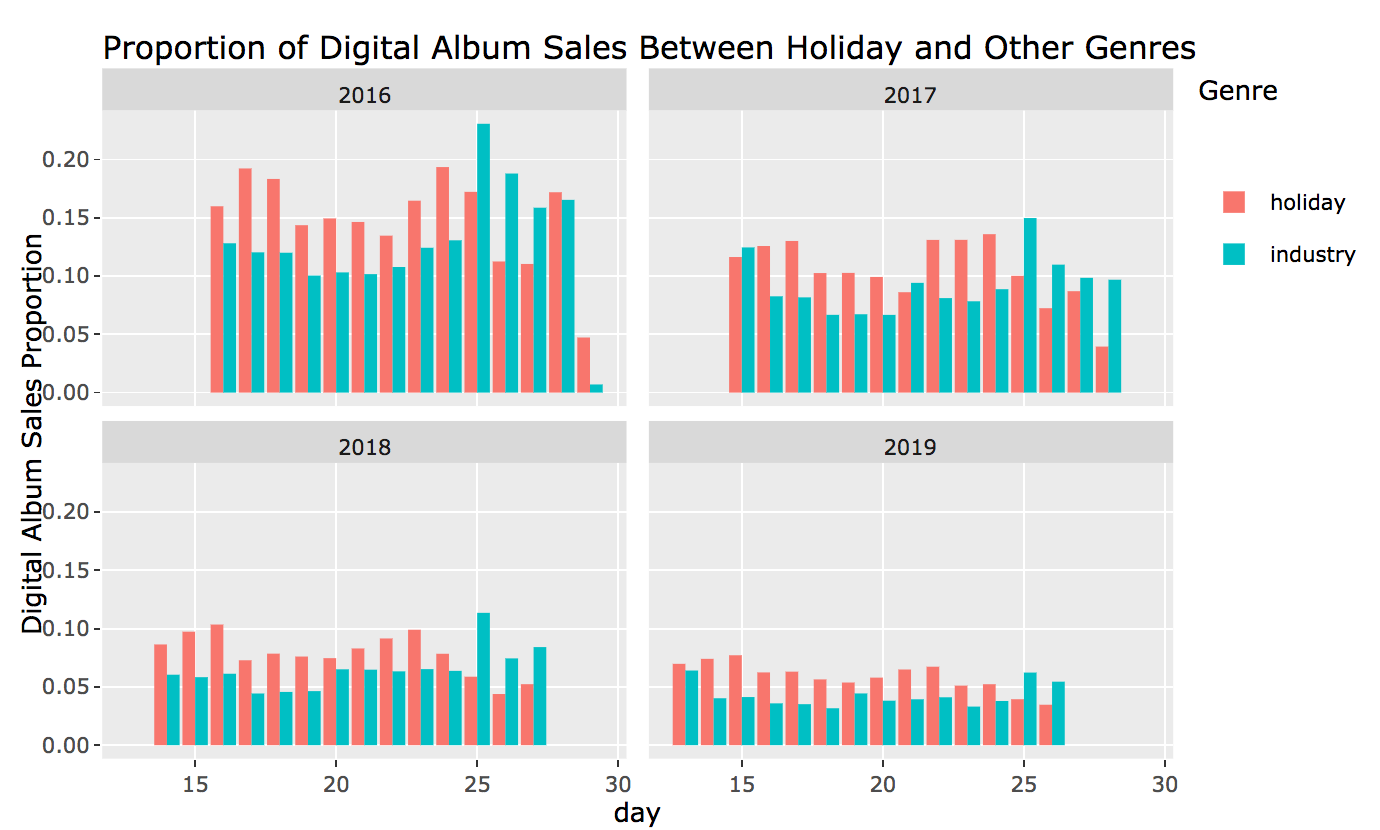 Proportion of Digital Album Sales Between Holiday and Other Genres
2016
2017
Genre
holiday
industry
0.20
0.15
0.10
0.05
0.00
Digital Album Sales Proportion
2018
2019
0.20
0.15
0.10
0.05
0.00
15 20 25 30
15 20 25 30
day